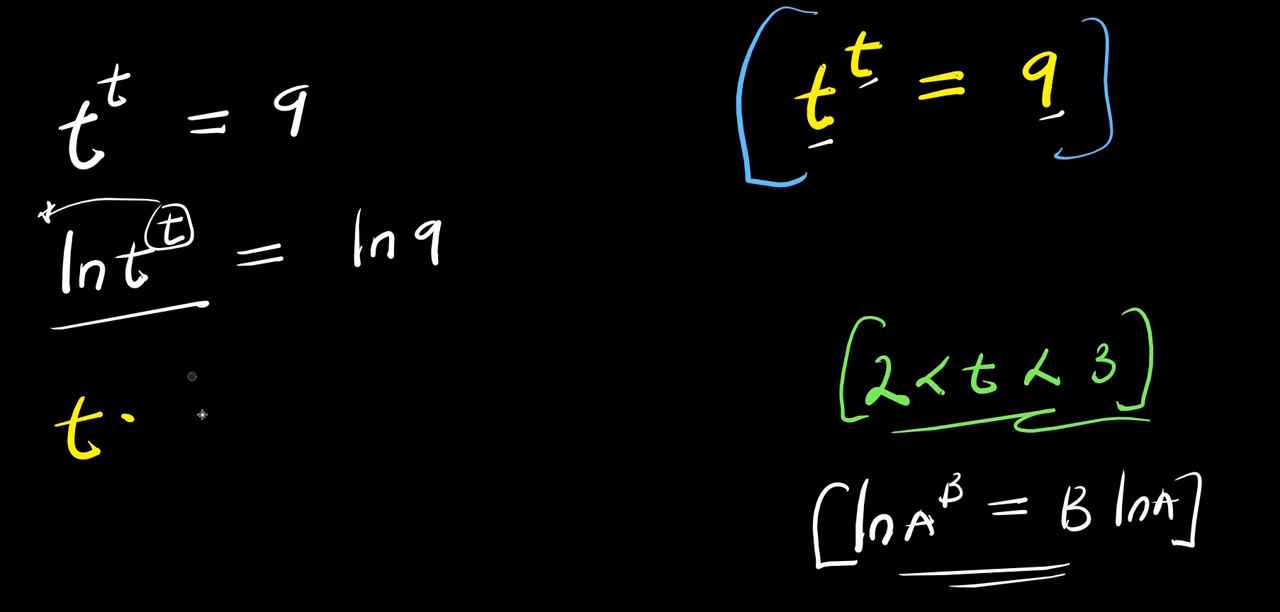 t^t = 9
ln t^t = ln 9
t ·
[t^t = 9]
[2 < t < 3]
[ln A^B = B ln A]